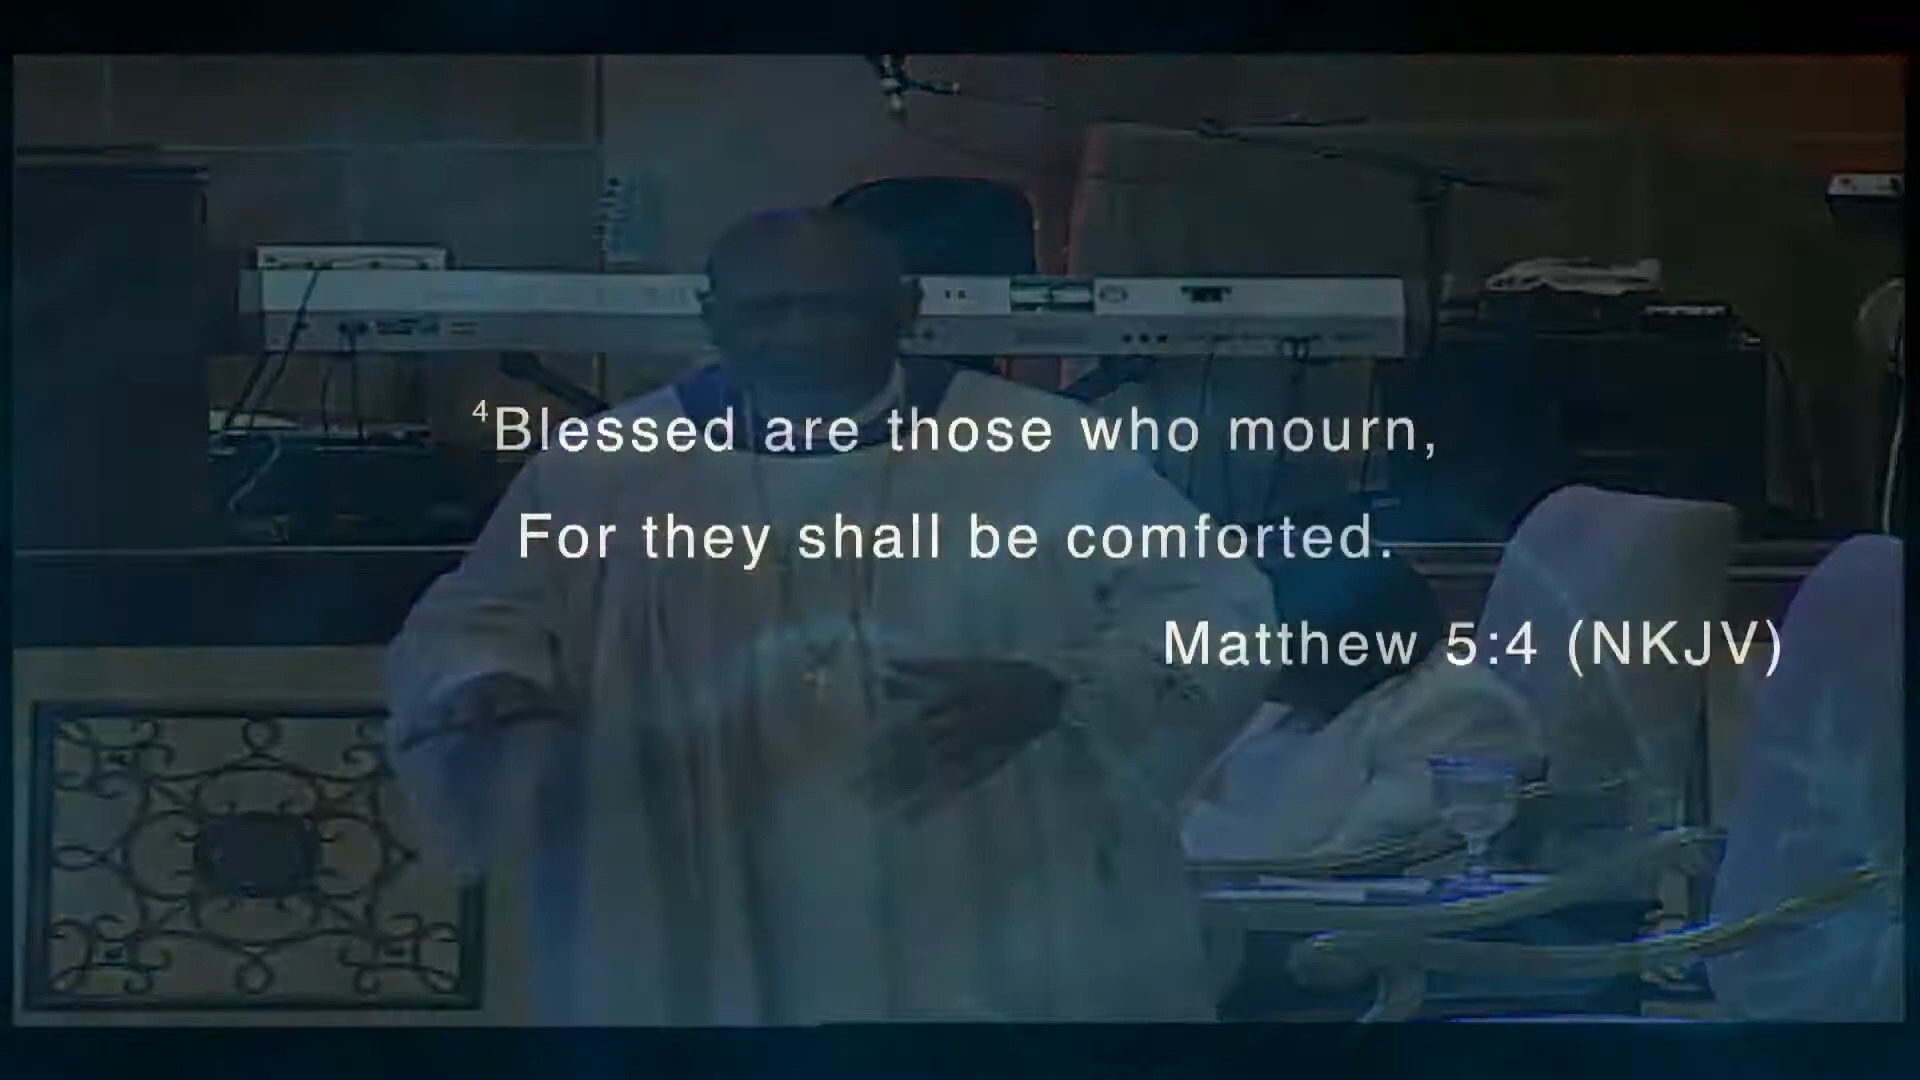 ⁴Blessed are those who mourn,
For they shall be comforted.
Matthew 5:4 (NKJV)